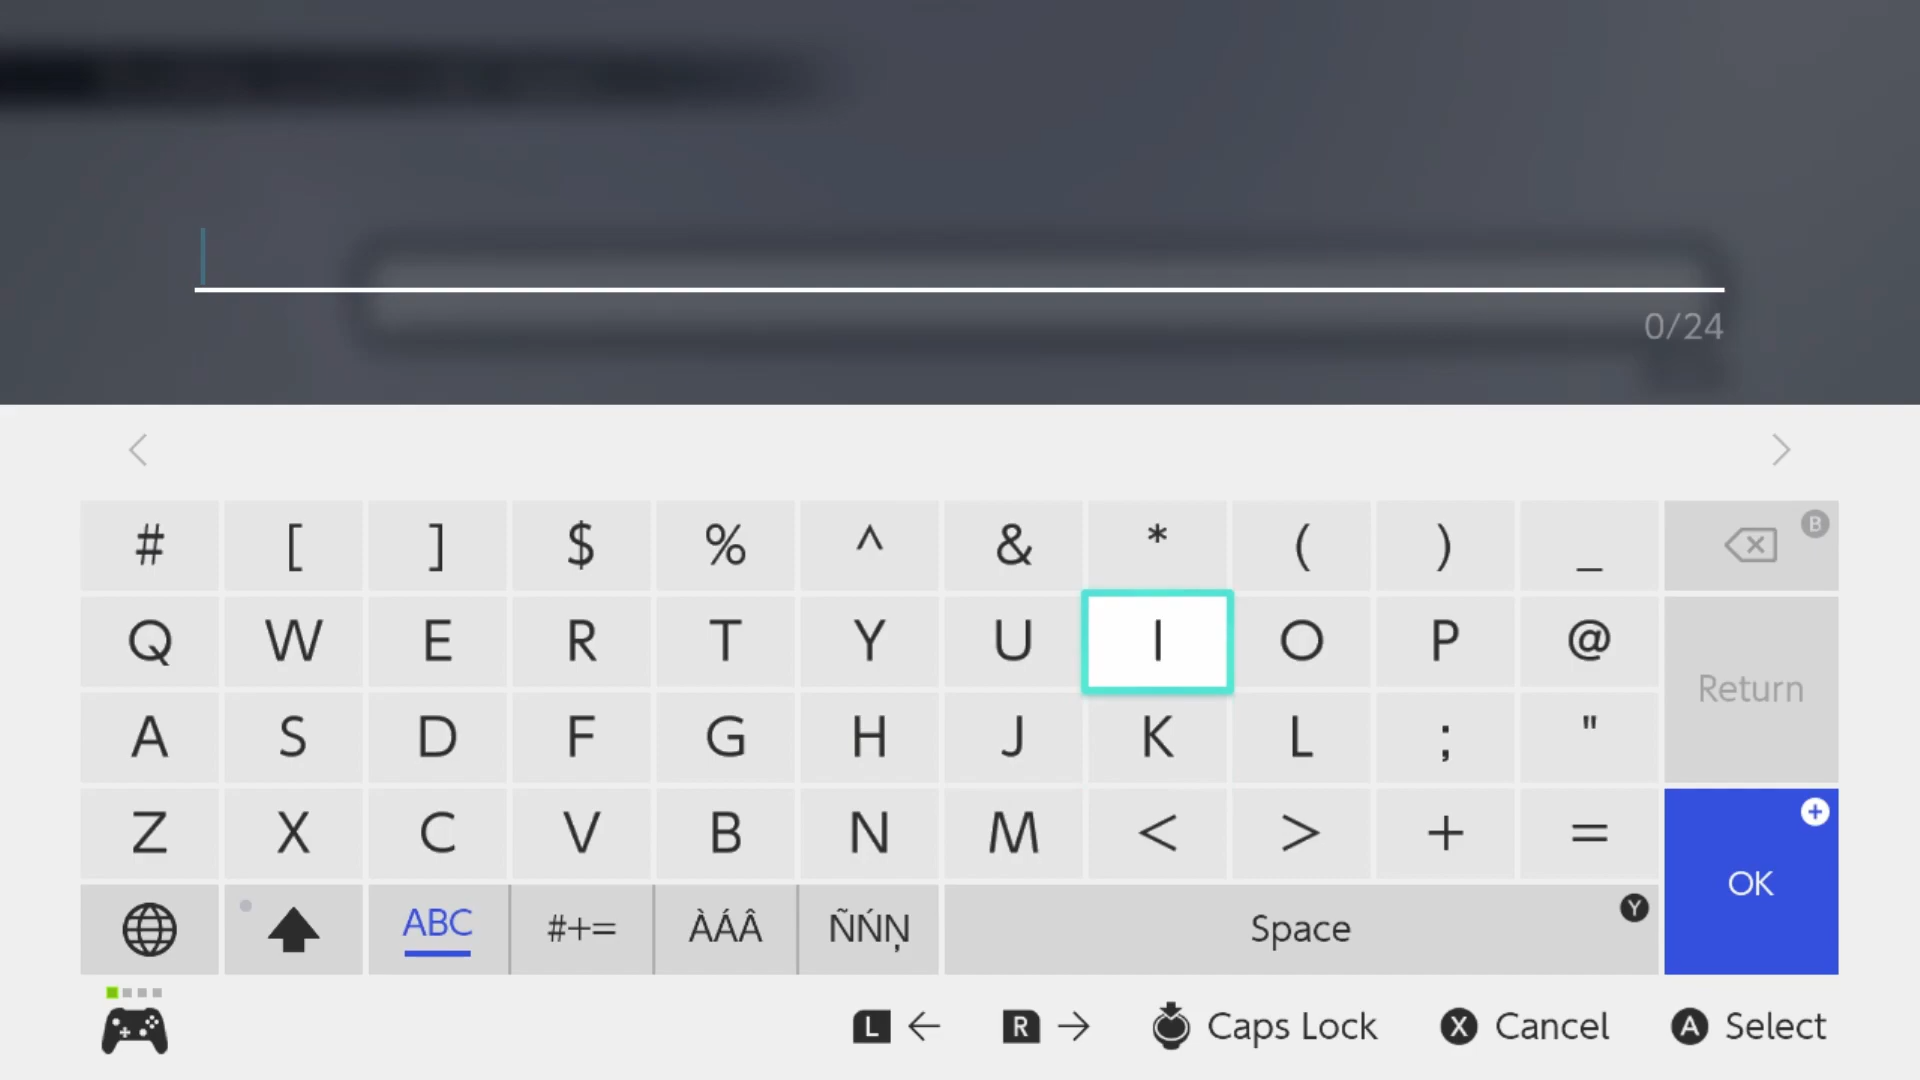 0/24
# [ ] $ % ^ & * ( ) _ B
Q W E R T Y U I O P @ Return
A S D F G H J K L ; "
Z X C V B N M < > + = OK
ABC #+= ÀÁÂ ÑŃŅ Space Y
L ← R → Caps Lock X Cancel A Select